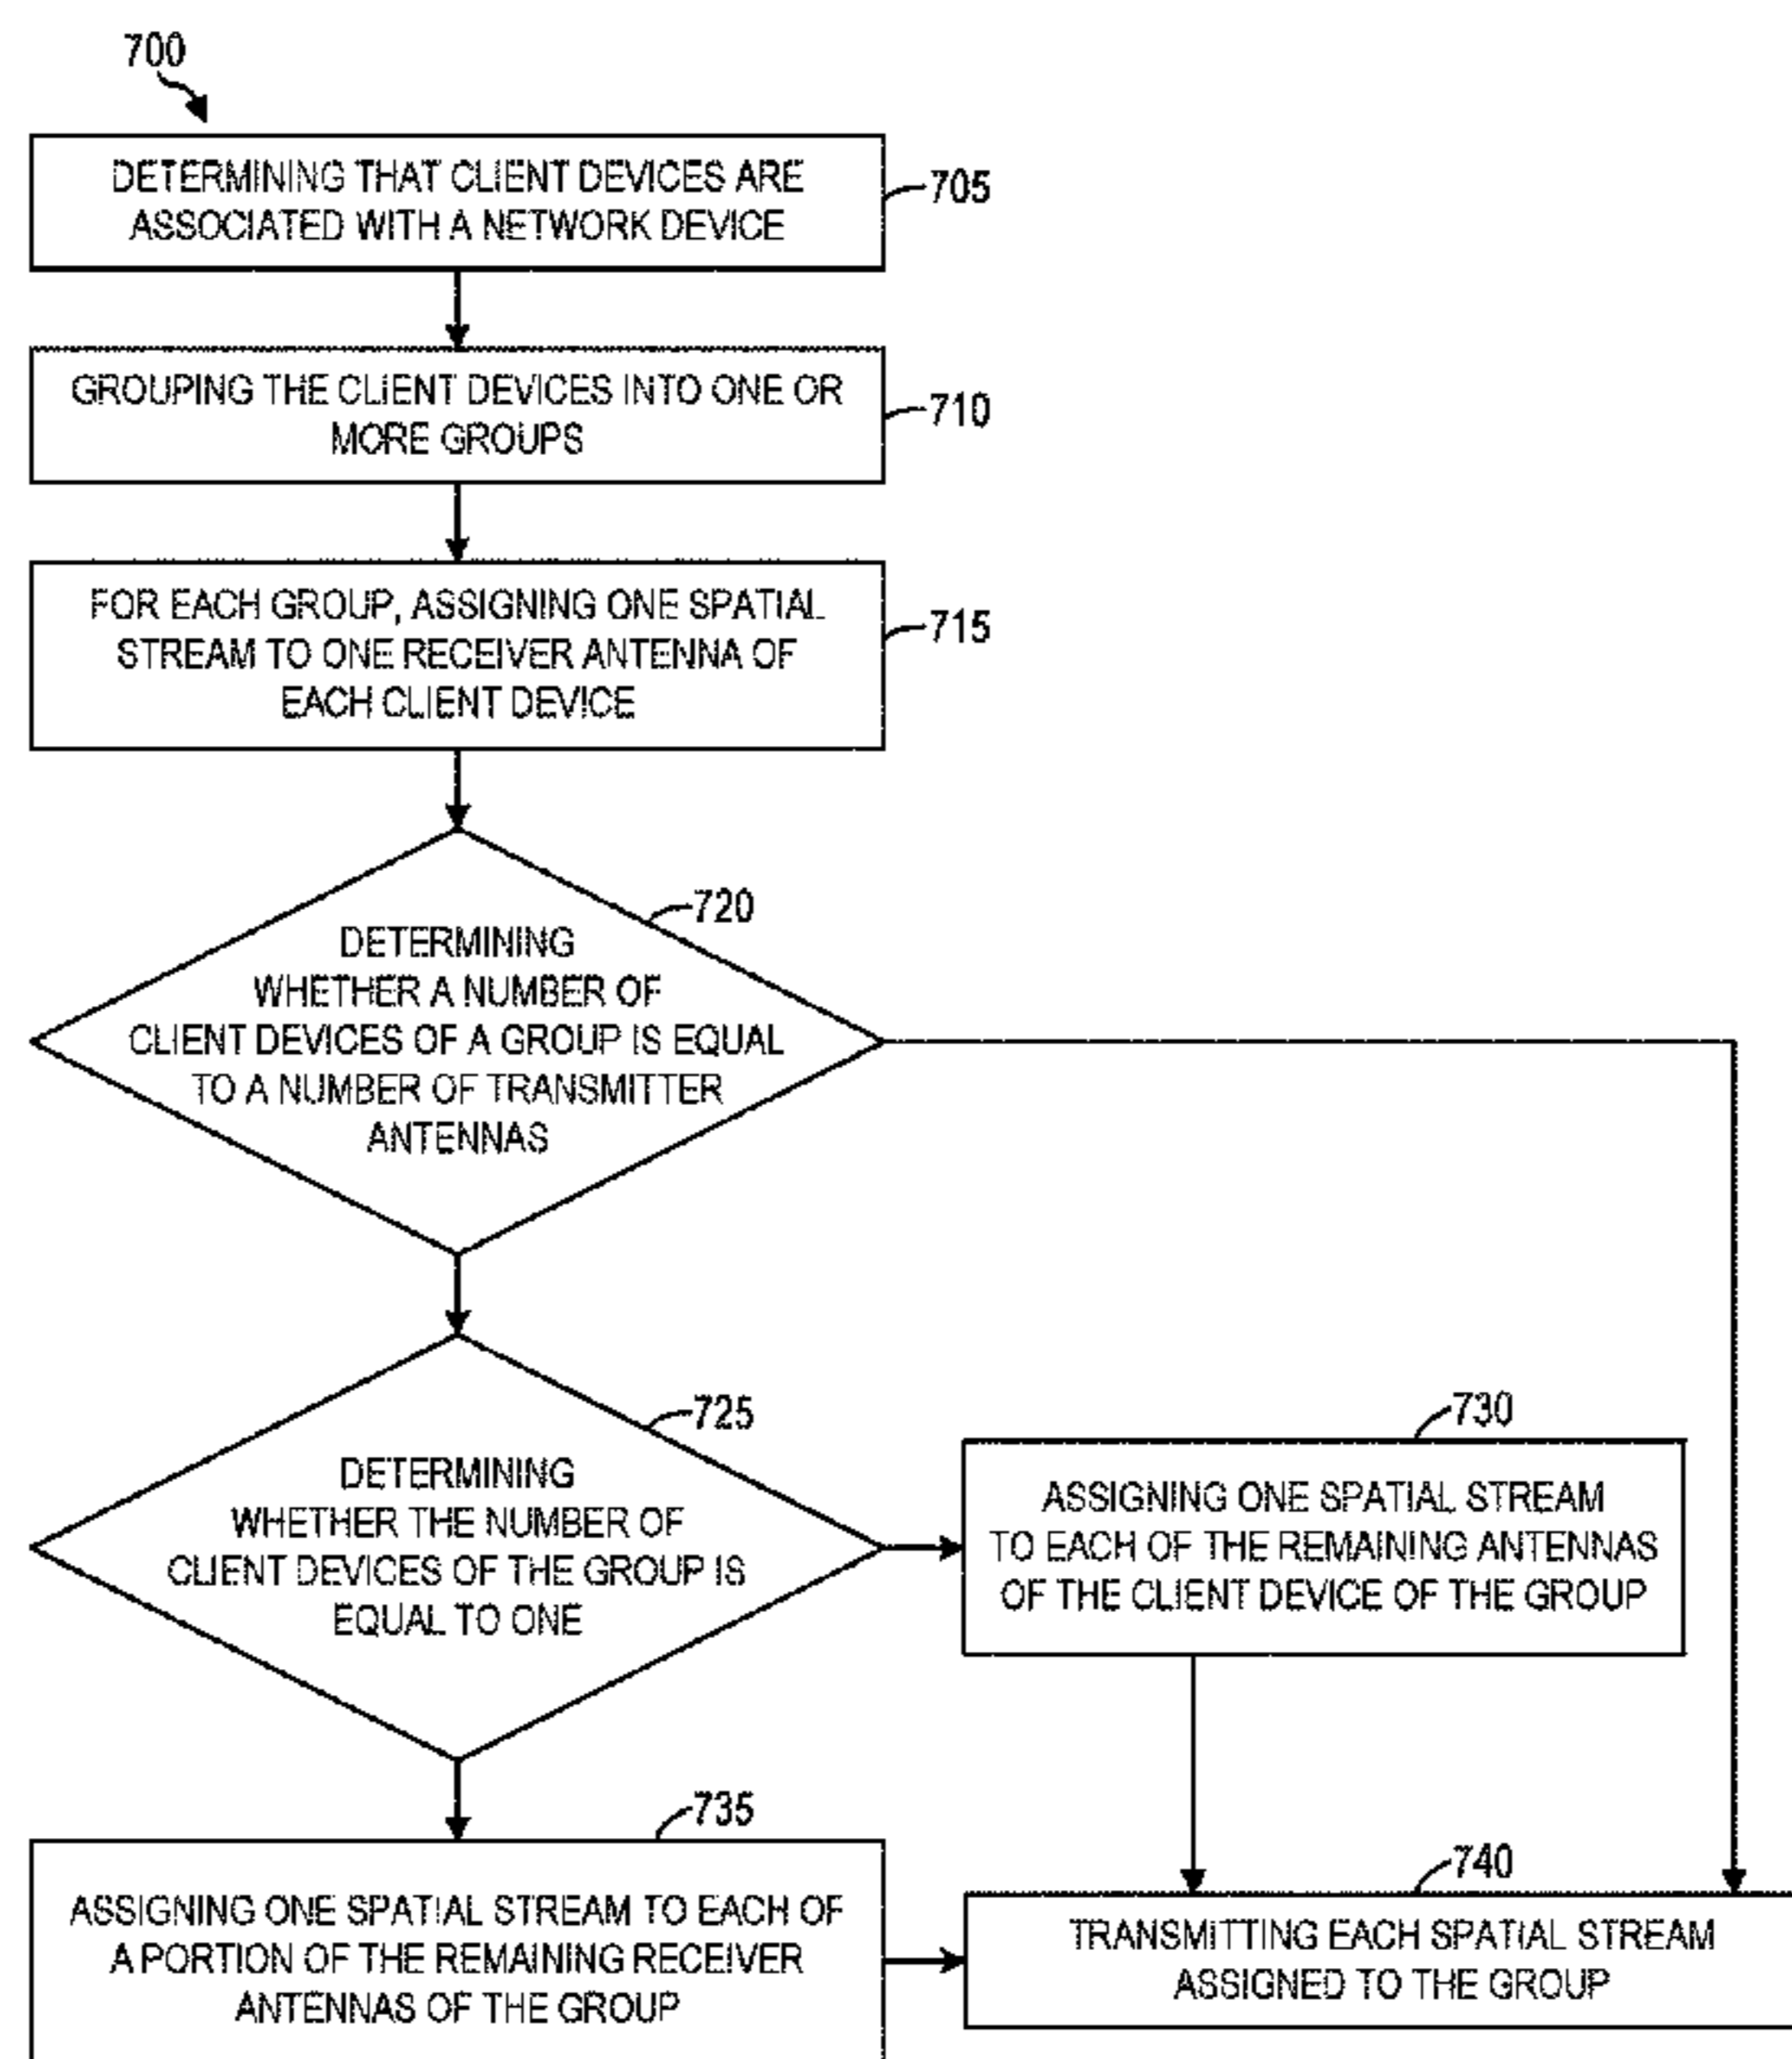 700
DETERMINING THAT CLIENT DEVICES ARE
ASSOCIATED WITH A NETWORK DEVICE
705
GROUPING THE CLIENT DEVICES INTO ONE OR
MORE GROUPS
710
FOR EACH GROUP, ASSIGNING ONE SPATIAL
STREAM TO ONE RECEIVER ANTENNA OF
EACH CLIENT DEVICE
715
720
DETERMINING
WHETHER A NUMBER OF
CLIENT DEVICES OF A GROUP IS EQUAL
TO A NUMBER OF TRANSMITTER
ANTENNAS
725
DETERMINING
WHETHER THE NUMBER OF
CLIENT DEVICES OF THE GROUP IS
EQUAL TO ONE
730
ASSIGNING ONE SPATIAL STREAM
TO EACH OF THE REMAINING ANTENNAS
OF THE CLIENT DEVICE OF THE GROUP
735
ASSIGNING ONE SPATIAL STREAM TO EACH OF
A PORTION OF THE REMAINING RECEIVER
ANTENNAS OF THE GROUP
740
TRANSMITTING EACH SPATIAL STREAM
ASSIGNED TO THE GROUP